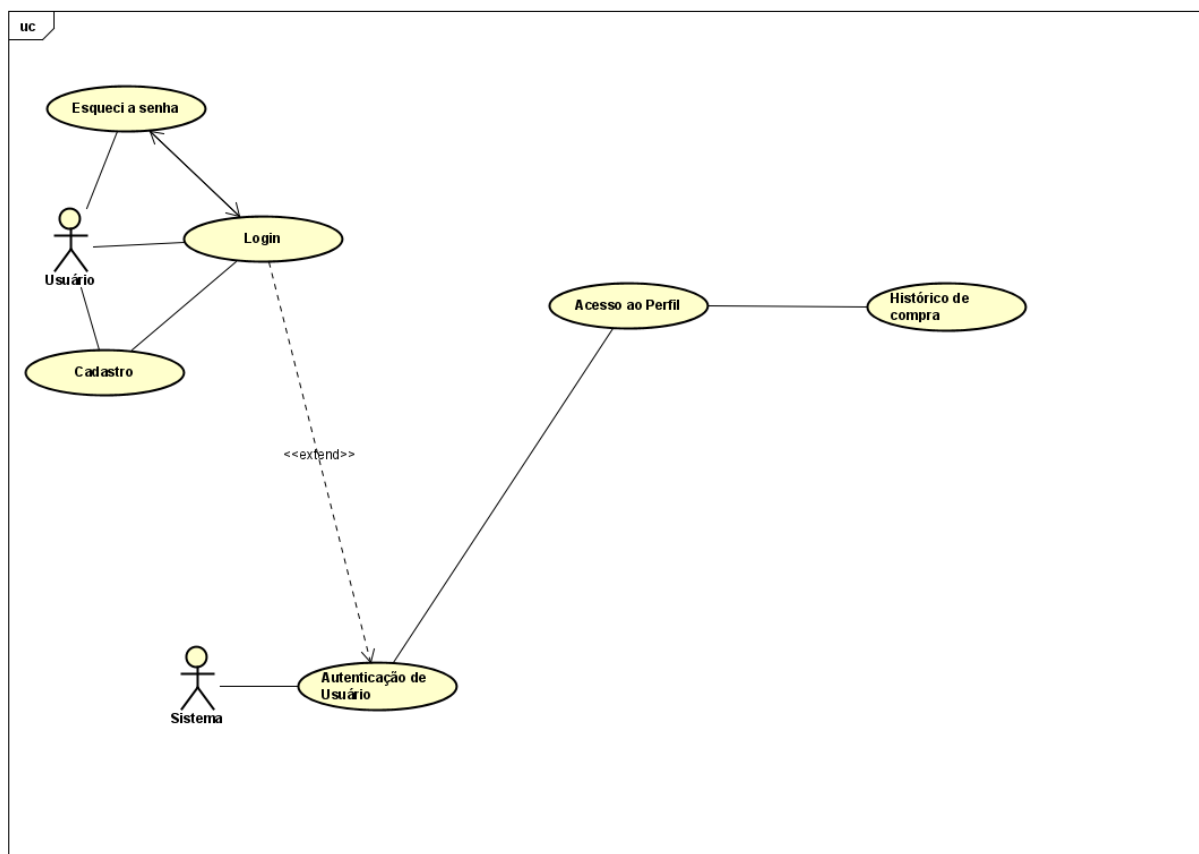 uc
Esqueci a senha
Login
Usuário
Cadastro
Acesso ao Perfil
Histórico de
compra
<<extend>>
Autenticação de
Usuário
Sistema